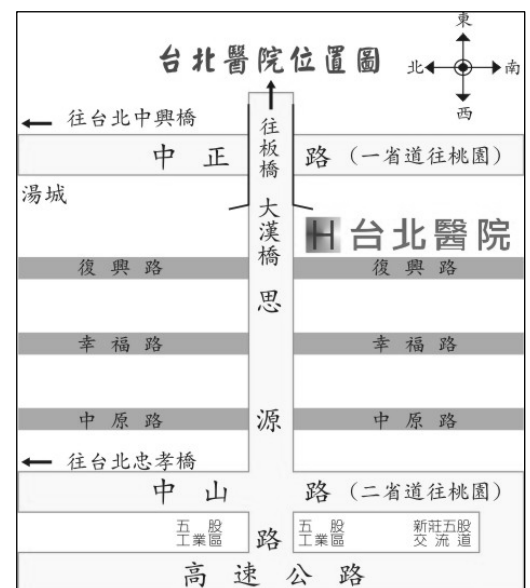 東
台北醫院位置圖
北 南
西
往台北中興橋
往板橋
中正路(一省道往桃園)
湯城
大漢橋
H台北醫院
復興路 復興路
思源路
幸福路 幸福路
中原路 中原路
往台北忠孝橋
中山路(二省道往桃園)
五股
工業區
五股
工業區
新莊五股
交流道
高速公路